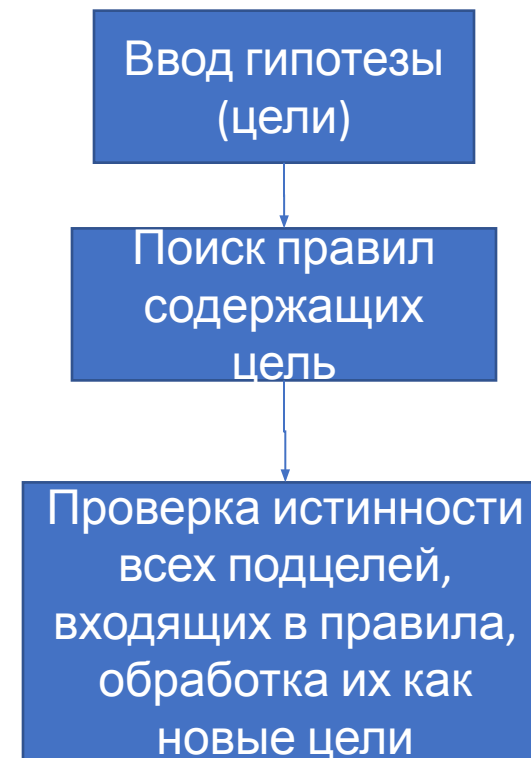 Ввод гипотезы
(цели)
Поиск правил
содержащих
цель
Проверка истинности
всех подцелей,
входящих в правила,
обработка их как
новые цели